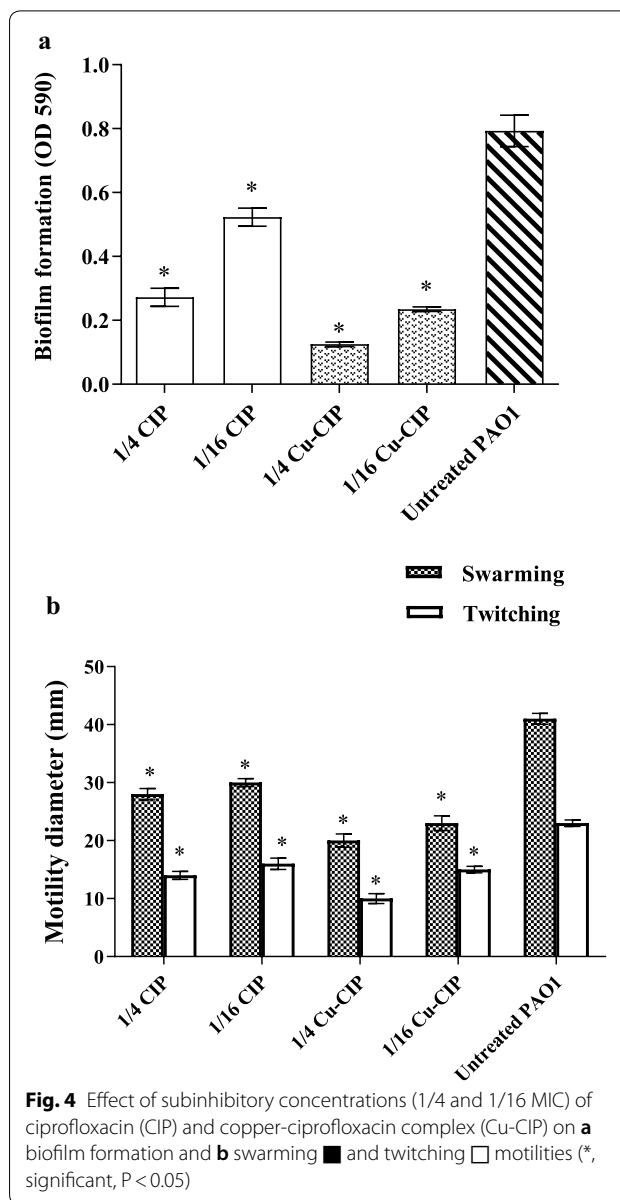 a
Biofilm formation (OD 590)
1.0
0.8
0.6
0.4
0.2
0.0
*
*
*
*
1/4 CIP
1/16 CIP
1/4 Cu-CIP
1/16 Cu-CIP
Untreated PAO1
Swarming
Twitching
b
Motility diameter (mm)
50
40
30
20
10
0
*
*
*
*
*
*
*
*
1/4 CIP
1/16 CIP
1/4 Cu-CIP
1/16 Cu-CIP
Untreated PAO1
Fig. 4 Effect of subinhibitory concentrations (1/4 and 1/16 MIC) of
ciprofloxacin (CIP) and copper-ciprofloxacin complex (Cu-CIP) on a
biofilm formation and b swarming ■ and twitching □ motilities (*,
significant, P < 0.05)